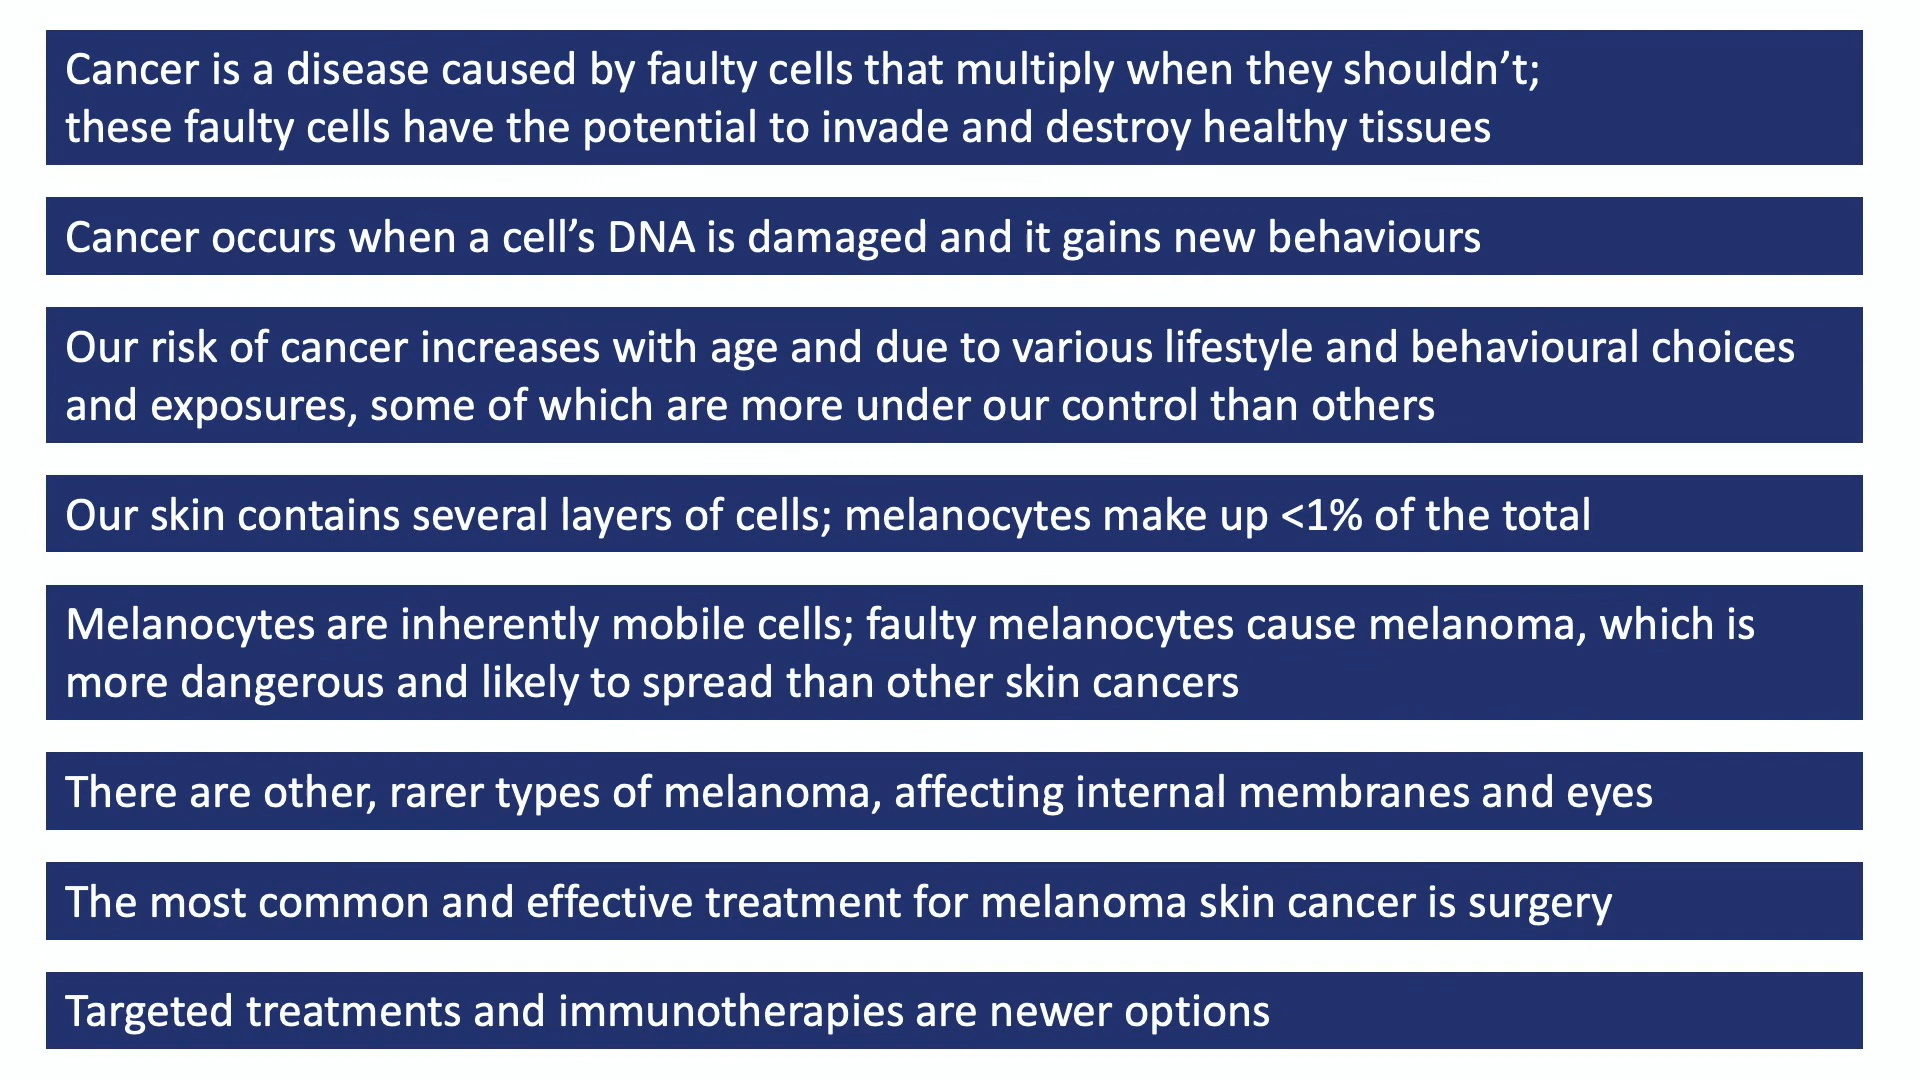 Cancer is a disease caused by faulty cells that multiply when they shouldn’t;
these faulty cells have the potential to invade and destroy healthy tissues
Cancer occurs when a cell’s DNA is damaged and it gains new behaviours
Our risk of cancer increases with age and due to various lifestyle and behavioural choices
and exposures, some of which are more under our control than others
Our skin contains several layers of cells; melanocytes make up <1% of the total
Melanocytes are inherently mobile cells; faulty melanocytes cause melanoma, which is
more dangerous and likely to spread than other skin cancers
There are other, rarer types of melanoma, affecting internal membranes and eyes
The most common and effective treatment for melanoma skin cancer is surgery
Targeted treatments and immunotherapies are newer options